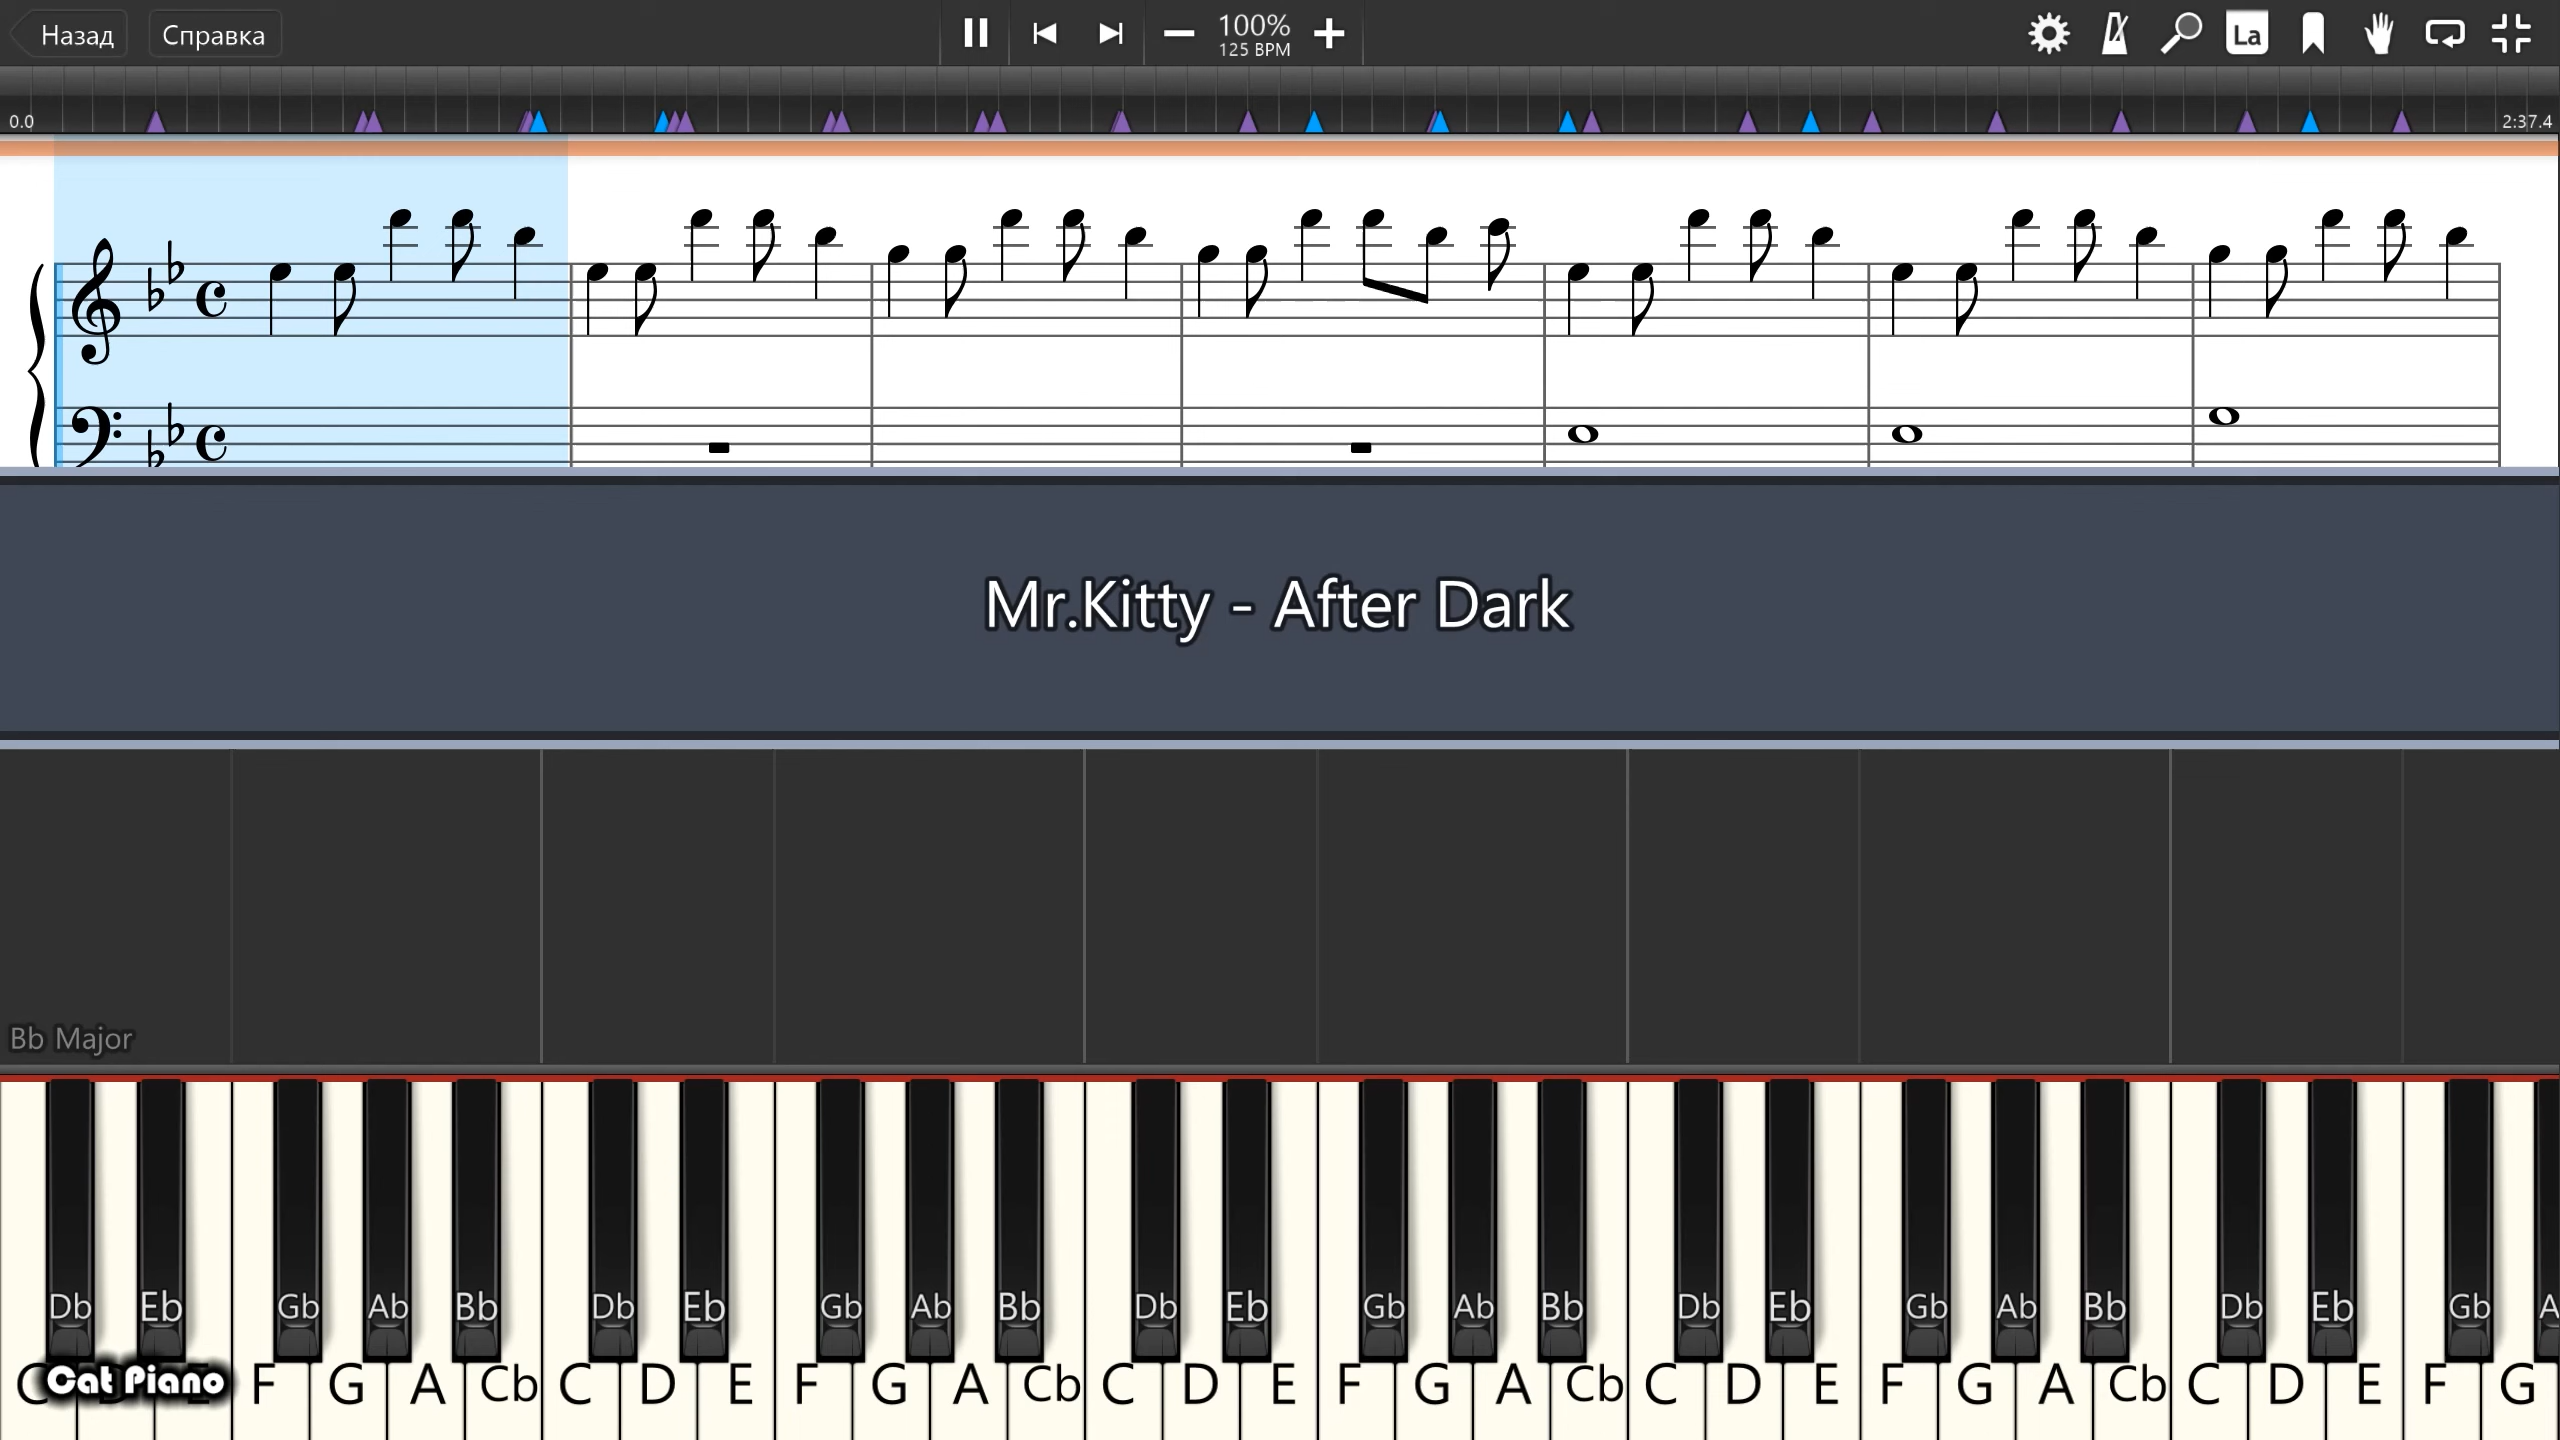 Назад Справка 100% La
125 BPM
0.0 2:37.4
Mr.Kitty - After Dark
Bb Major
Db Eb Gb Ab Bb Db Eb Gb Ab Bb Db Eb Gb Ab Bb Db Eb Gb Ab Bb Db Eb Gb A
C D E F G A Cb C D E F G A Cb C D E F G A Cb C D E F G A Cb C D E F G
Cat Piano